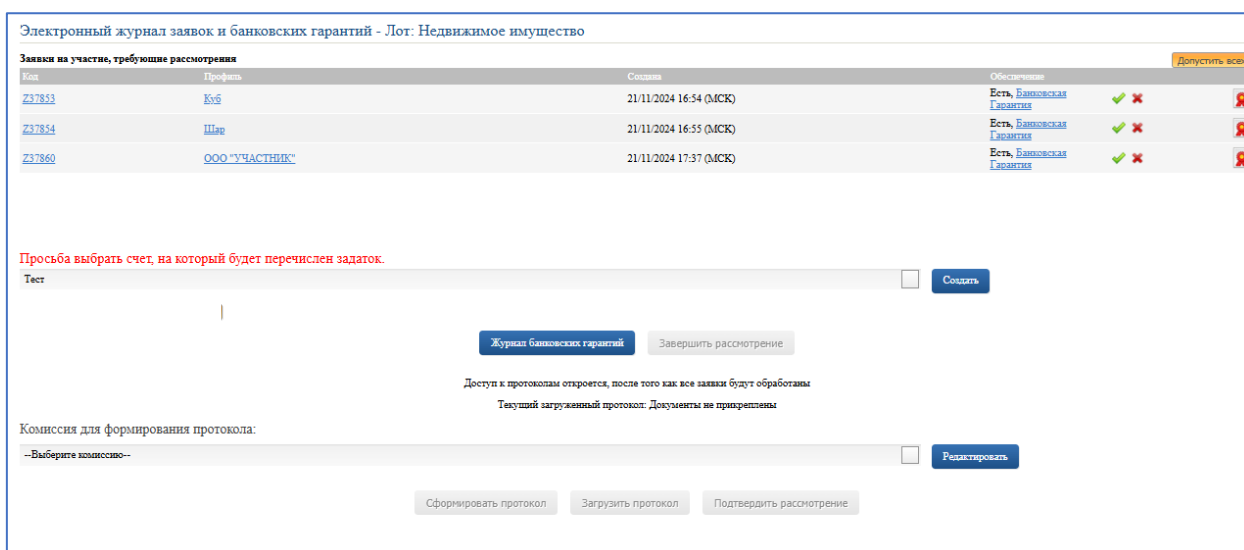 Электронный журнал заявок и банковских гарантий - Лот: Недвижимое имущество
Заявки на участие, требующие рассмотрения
Допустить всех
Код Профиль Создана Обеспечение
Z37853 Куб 21/11/2024 16:54 (МСК) Есть, Банковская Гарантия
Z37854 Шар 21/11/2024 16:55 (МСК) Есть, Банковская Гарантия
Z37860 ООО "УЧАСТНИК" 21/11/2024 17:37 (МСК) Есть, Банковская Гарантия
Просьба выбрать счет, на который будет перечислен задаток.
Тест Создать
Журнал банковских гарантий Завершить рассмотрение
Доступ к протоколам откроется, после того как все заявки будут обработаны
Текущий загруженный протокол: Документы не прикреплены
Комиссия для формирования протокола:
--Выберите комиссию-- Редактировать
Сформировать протокол Загрузить протокол Подтвердить рассмотрение